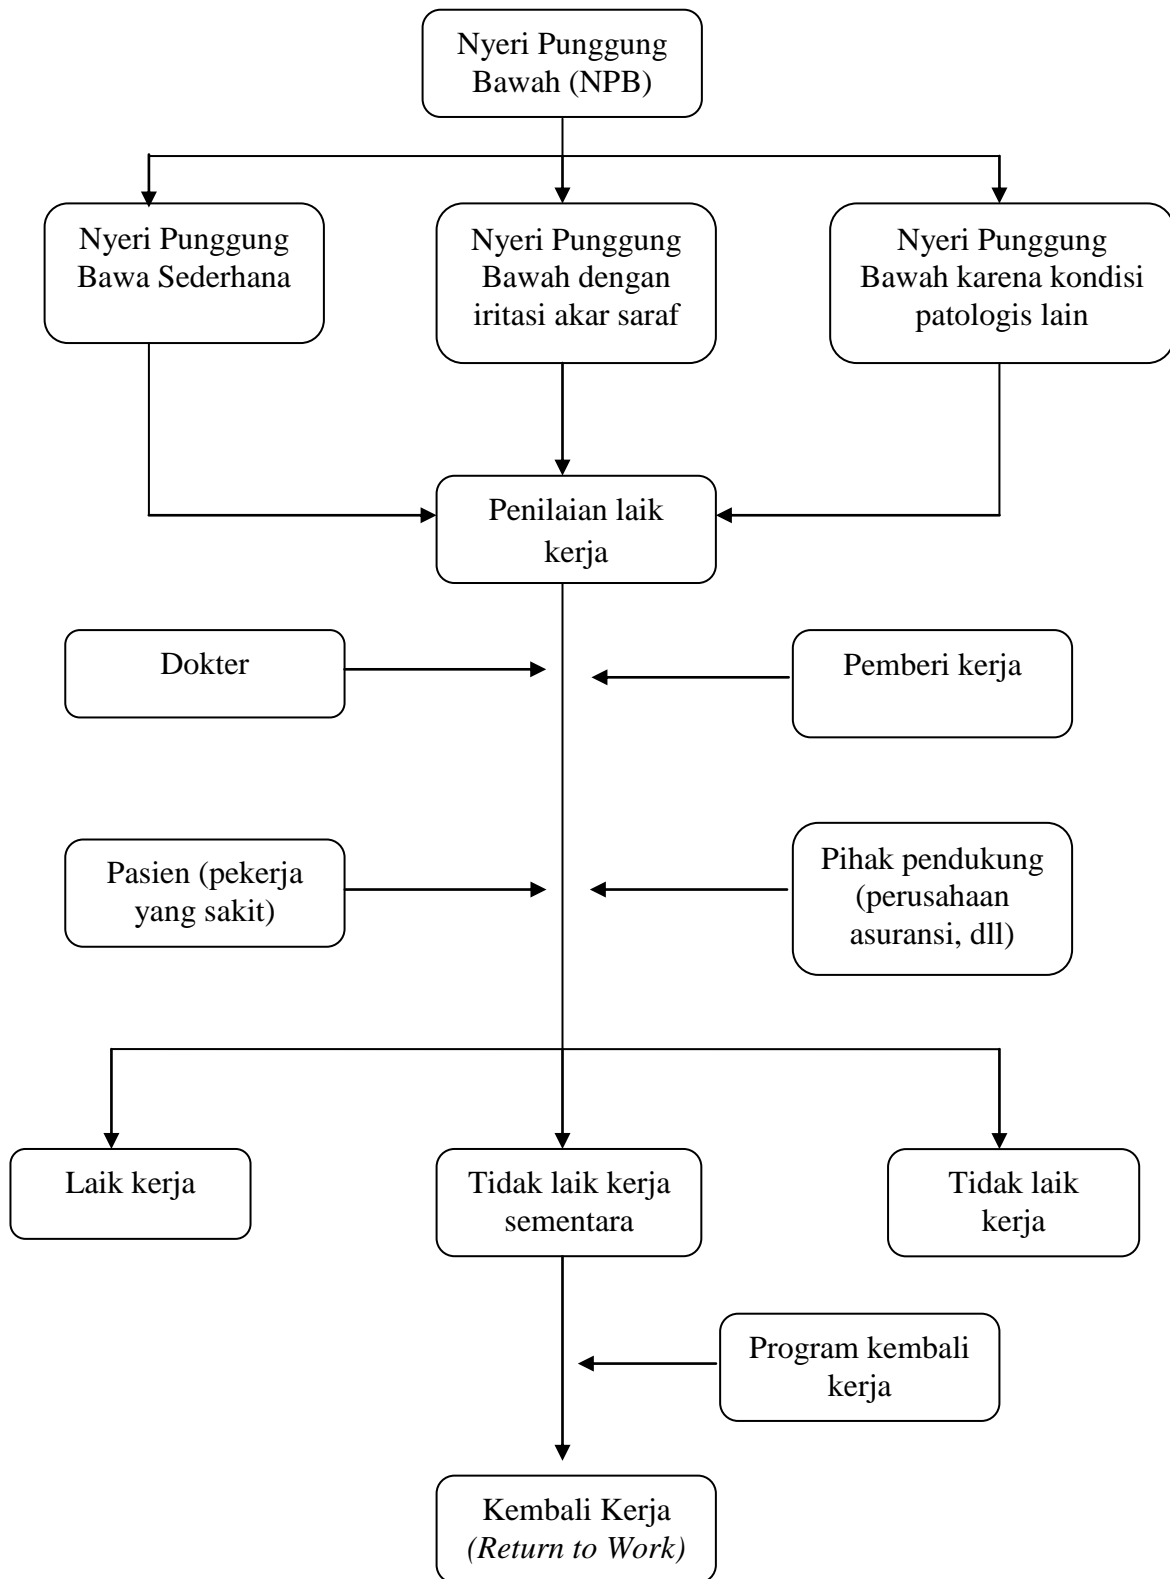 Nyeri Punggung
Bawah (NPB)
Nyeri Punggung
Bawa Sederhana
Nyeri Punggung
Bawah dengan
iritasi akar saraf
Nyeri Punggung
Bawah karena kondisi
patologis lain
Penilaian laik
kerja
Dokter
Pemberi kerja
Pasien (pekerja
yang sakit)
Pihak pendukung
(perusahaan
asuransi, dll)
Laik kerja
Tidak laik kerja
sementara
Tidak laik
kerja
Program kembali
kerja
Kembali Kerja
(Return to Work)